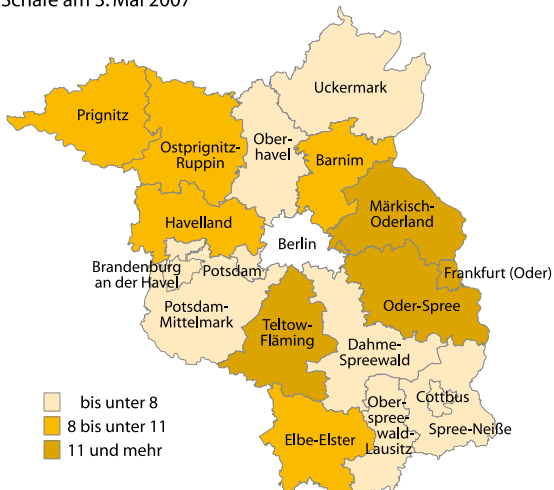 Schafe am 3. Mai 2007
Uckermark
Prignitz
Ostprignitz-
Ruppin
Ober-
havel
Barnim
Märkisch-
Oderland
Havelland
Berlin
Brandenburg
an der Havel
Potsdam
Frankfurt (Oder)
Potsdam-
Mittelmark
Oder-Spree
Teltow-
Fläming
Dahme-
Spreewald
bis unter 8
8 bis unter 11
11 und mehr
Elbe-Elster
Ober-
spree-
wald-
Lausitz
Cottbus
Spree-Neiße